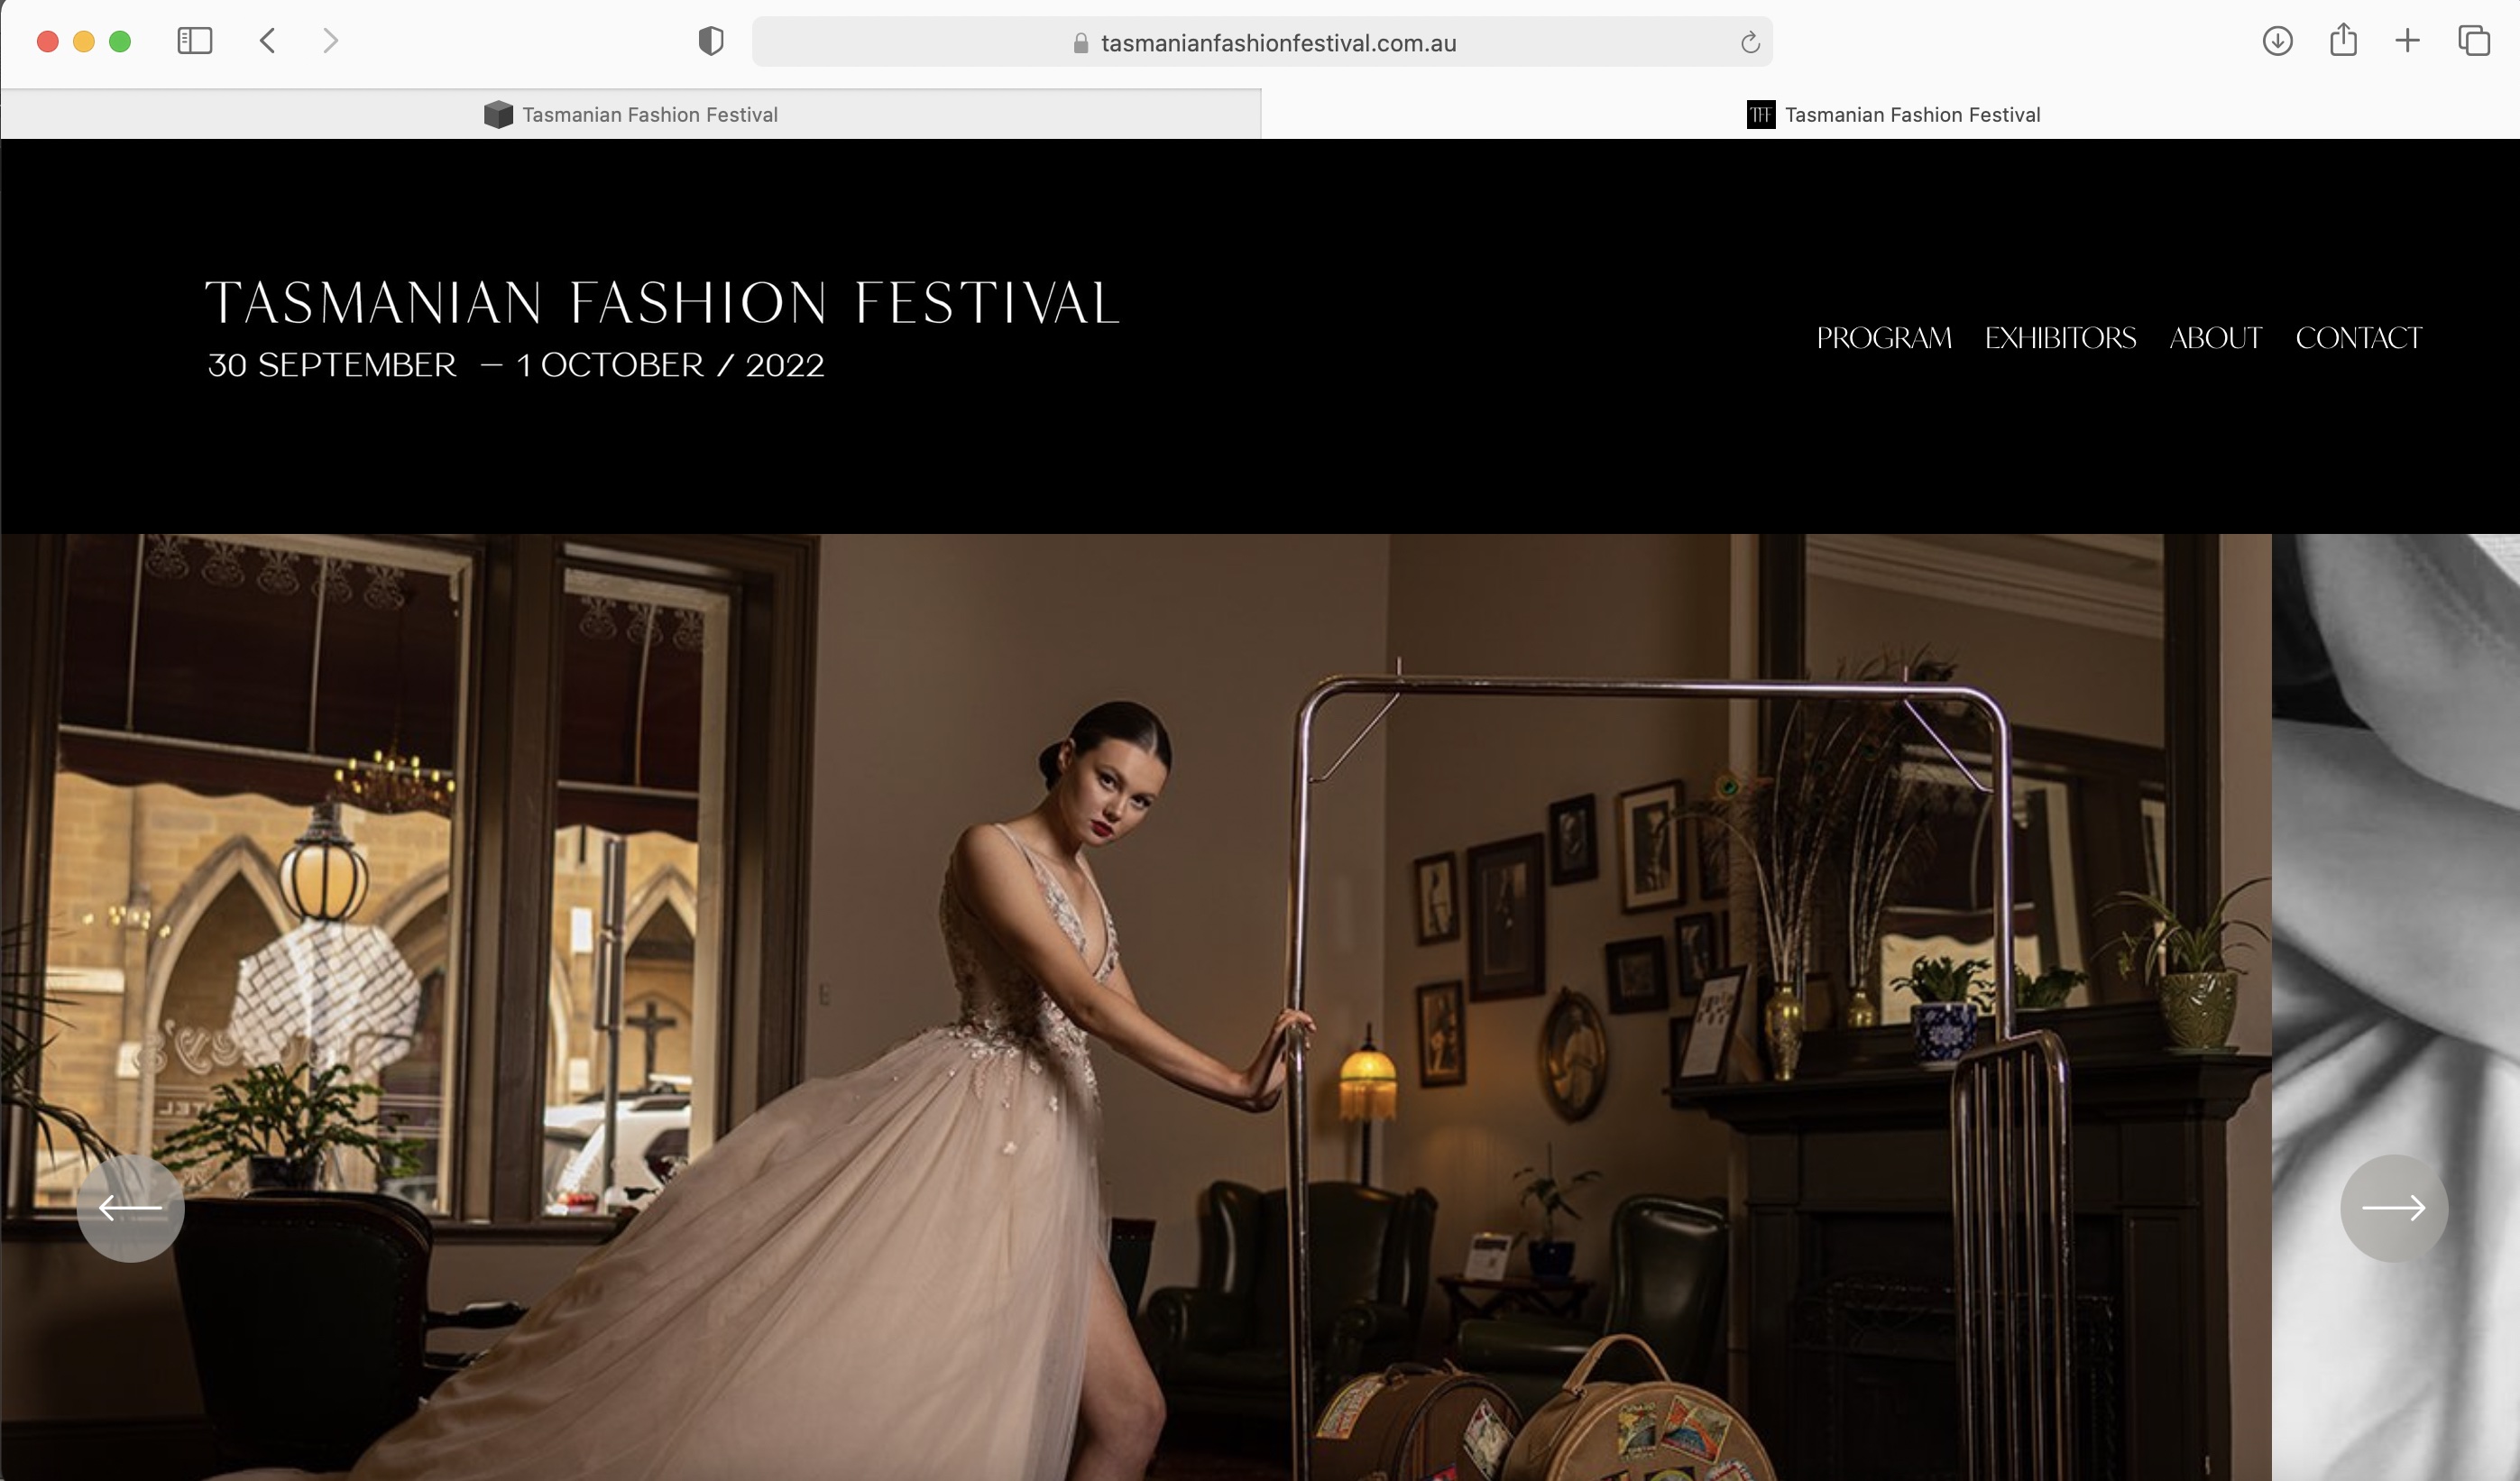 tasmanianfashionfestival.com.au
Tasmanian Fashion Festival
TFF Tasmanian Fashion Festival
TASMANIAN FASHION FESTIVAL
30 SEPTEMBER — 1 OCTOBER / 2022
PROGRAM EXHIBITORS ABOUT CONTACT